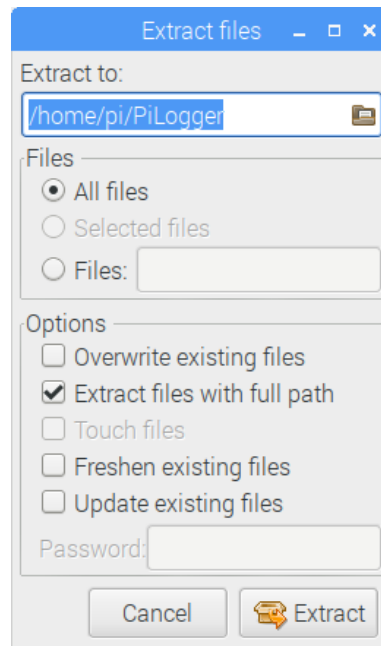 Extract files
Extract to:
/home/pi/PiLogger
Files
All files
Selected files
Files:
Options
Overwrite existing files
Extract files with full path
Touch files
Freshen existing files
Update existing files
Password:
Cancel
Extract